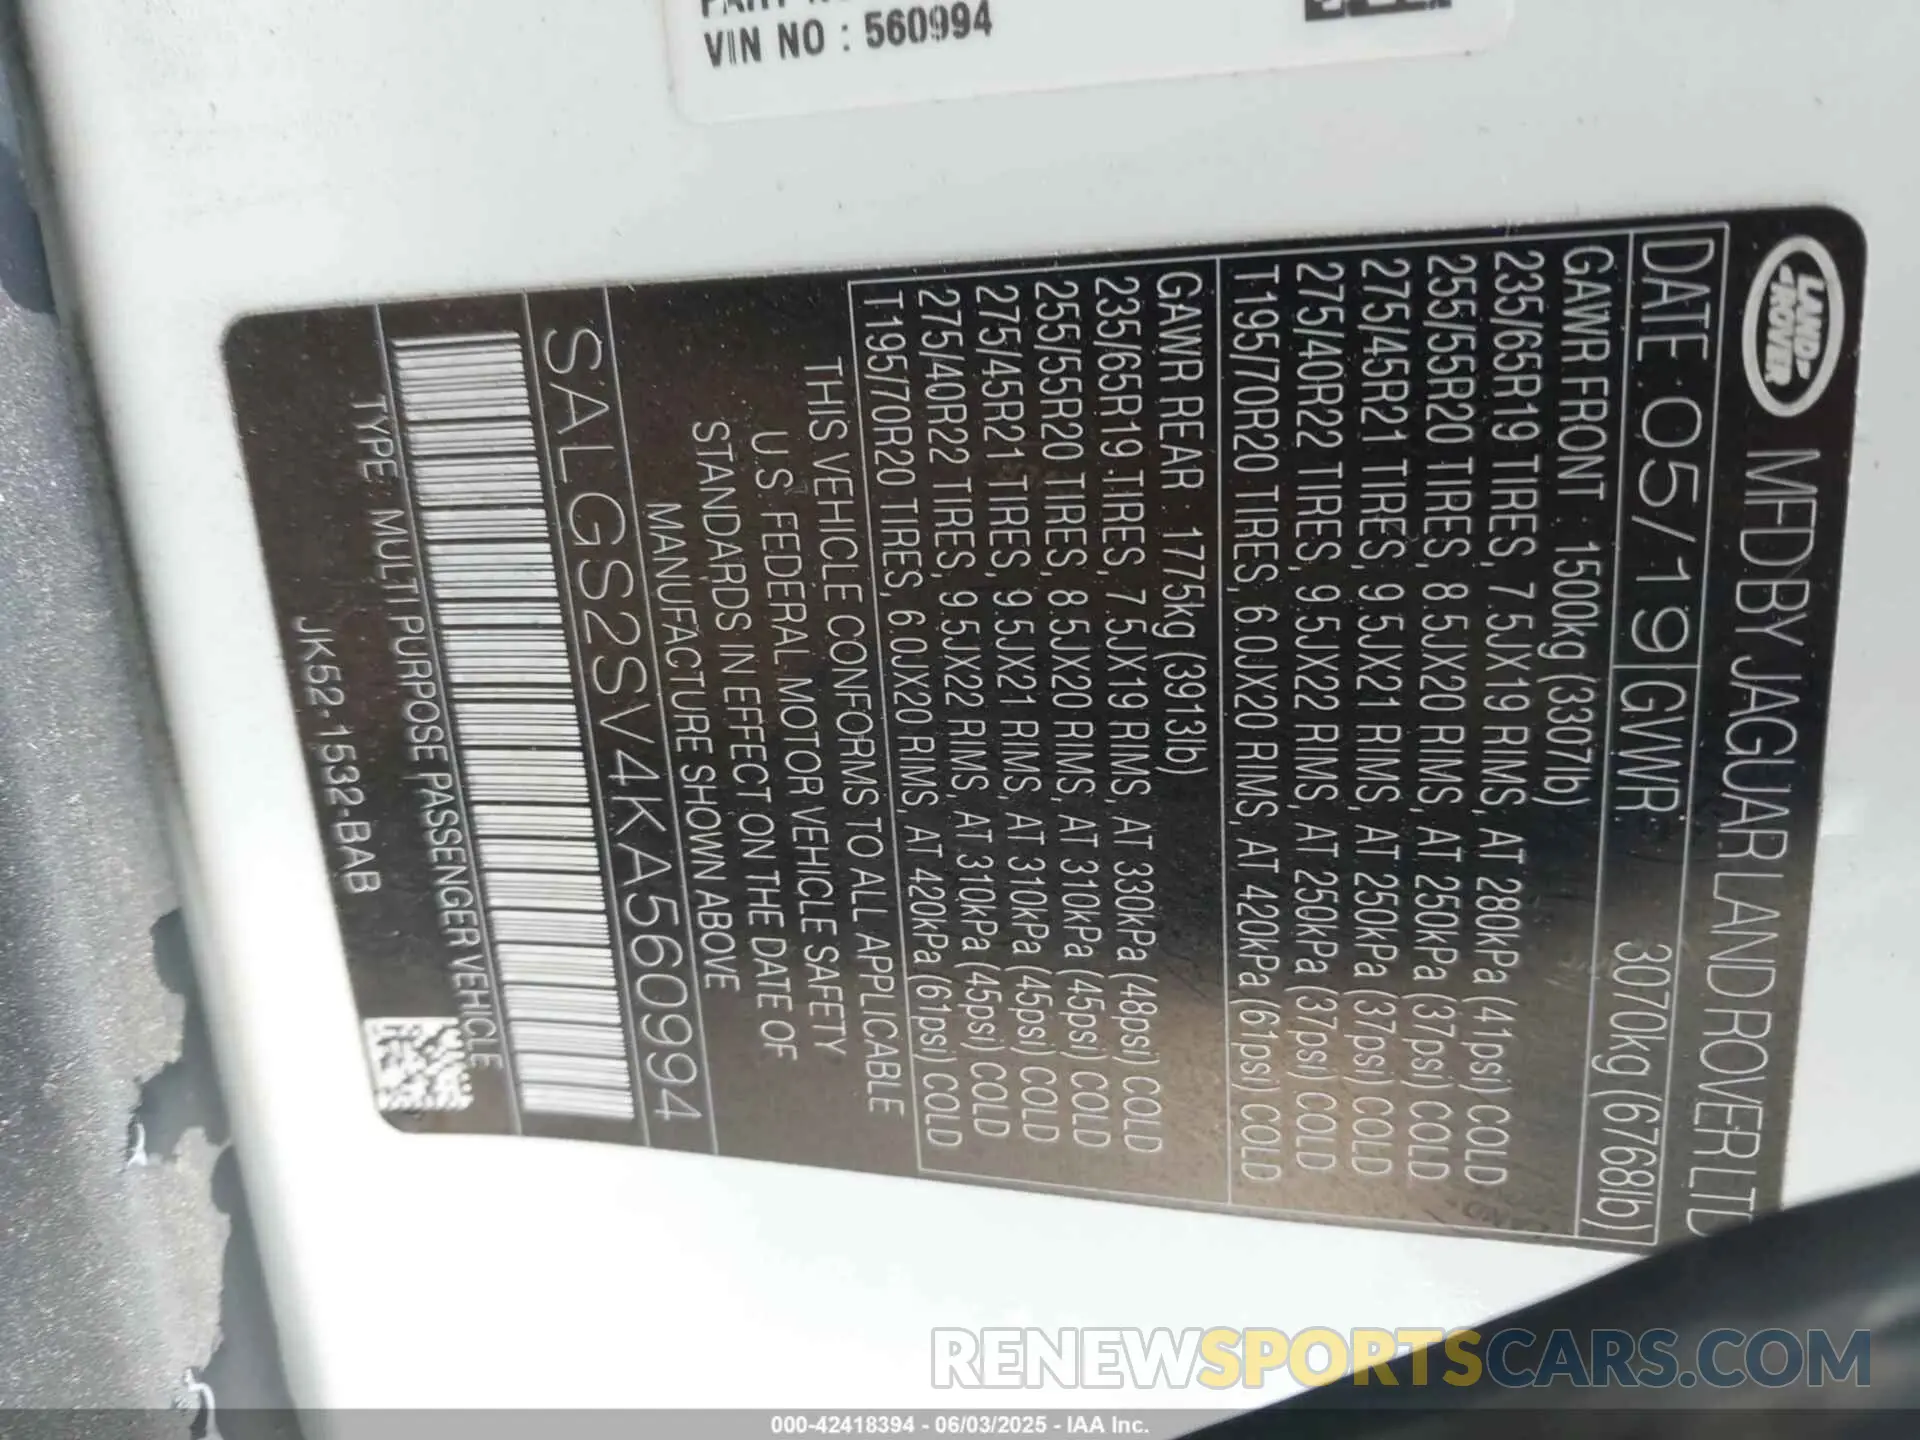 VIN NO : 560994
LAND-
-ROVER
MFD BY JAGUAR LAND ROVER LTD
DATE : 05/19 GVWR: 3070kg (6768lb)
GAWR FRONT : 1500kg (3307lb)
235/65R19 TIRES, 7.5JX19 RIMS, AT 280kPa (41psi) COLD
255/55R20 TIRES, 8.5JX20 RIMS, AT 250kPa (37psi) COLD
275/45R21 TIRES, 9.5JX21 RIMS, AT 250kPa (37psi) COLD
275/40R22 TIRES, 9.5JX22 RIMS, AT 250kPa (37psi) COLD
T195/70R20 TIRES, 6.0JX20 RIMS, AT 420kPa (61psi) COLD
GAWR REAR : 1775kg (3913lb)
235/65R19 TIRES, 7.5JX19 RIMS, AT 330kPa (48psi) COLD
255/55R20 TIRES, 8.5JX20 RIMS, AT 310kPa (45psi) COLD
275/45R21 TIRES, 9.5JX21 RIMS, AT 310kPa (45psi) COLD
275/40R22 TIRES, 9.5JX22 RIMS, AT 310kPa (45psi) COLD
T195/70R20 TIRES, 6.0JX20 RIMS, AT 420kPa (61psi) COLD
THIS VEHICLE CONFORMS TO ALL APPLICABLE
U.S. FEDERAL MOTOR VEHICLE SAFETY
STANDARDS IN EFFECT ON THE DATE OF
MANUFACTURE SHOWN ABOVE
SALGS2SV4KA560994
TYPE : MULTI PURPOSE PASSENGER VEHICLE
JK52-1532-BAB
RENEWSPORTSCARS.COM
000-42418394 - 06/03/2025 - IAA Inc.